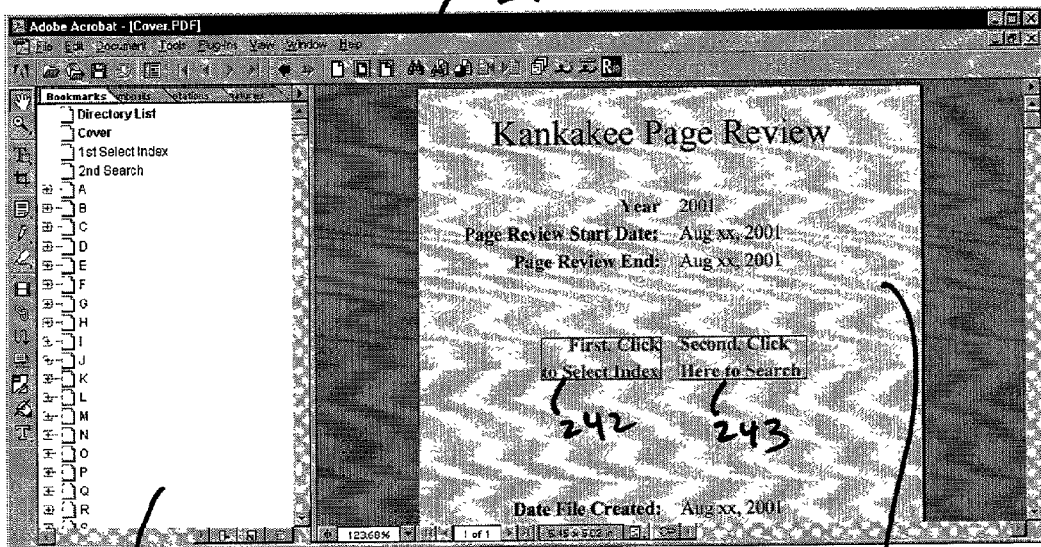 Adobe Acrobat - [Cover.PDF]
File Edit Document Tools Plug-Ins View Window Help
Bookmarks
Directory List
Cover
1st Select Index
2nd Search
A
B
C
D
E
F
G
H
I
J
K
L
M
N
O
P
Q
R
Kankakee Page Review
Year 2001
Page Review Start Date: Aug xx, 2001
Page Review End: Aug xx, 2001
First, Click Second, Click
to Select Index Here to Search
242 243
Date File Created: Aug xx, 2001
123.68% 1 of 1